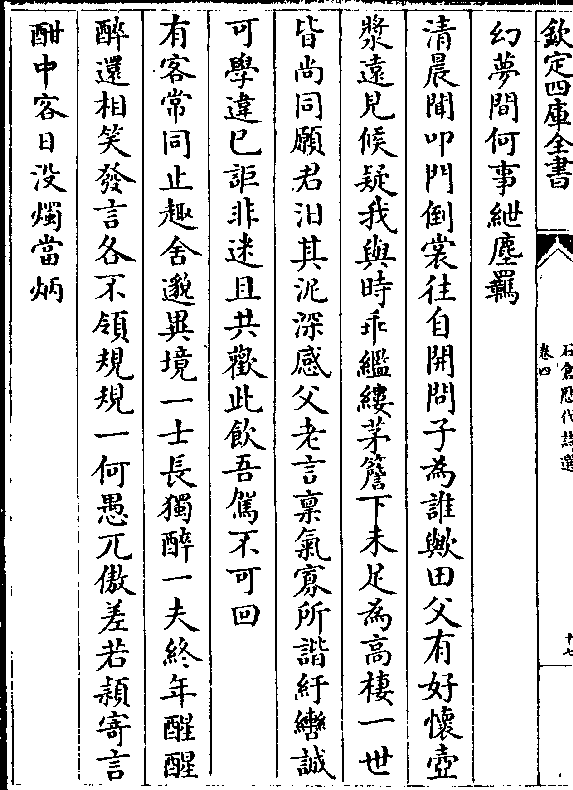 欽定四庫全書
幻夢間何事紲塵羈
清晨聞叩門倒裳往自開問子為誰歟田父有好懷壺
漿遠見候疑我與時乖繿縷茅簷下未足為高棲一世
皆尚同願君汨其泥深感父老言稟氣寡所諧紆轡誠
可學違已詎非迷且共歡此飲吾駕不可回
有客常同止趣舍邈異境一士長獨醉一夫終年醒醒
醉還相笑發言各不領規規一何愚兀傲差若頴寄言
酣中客日没燭當炳
石倉歷代詩選
卷四
十七